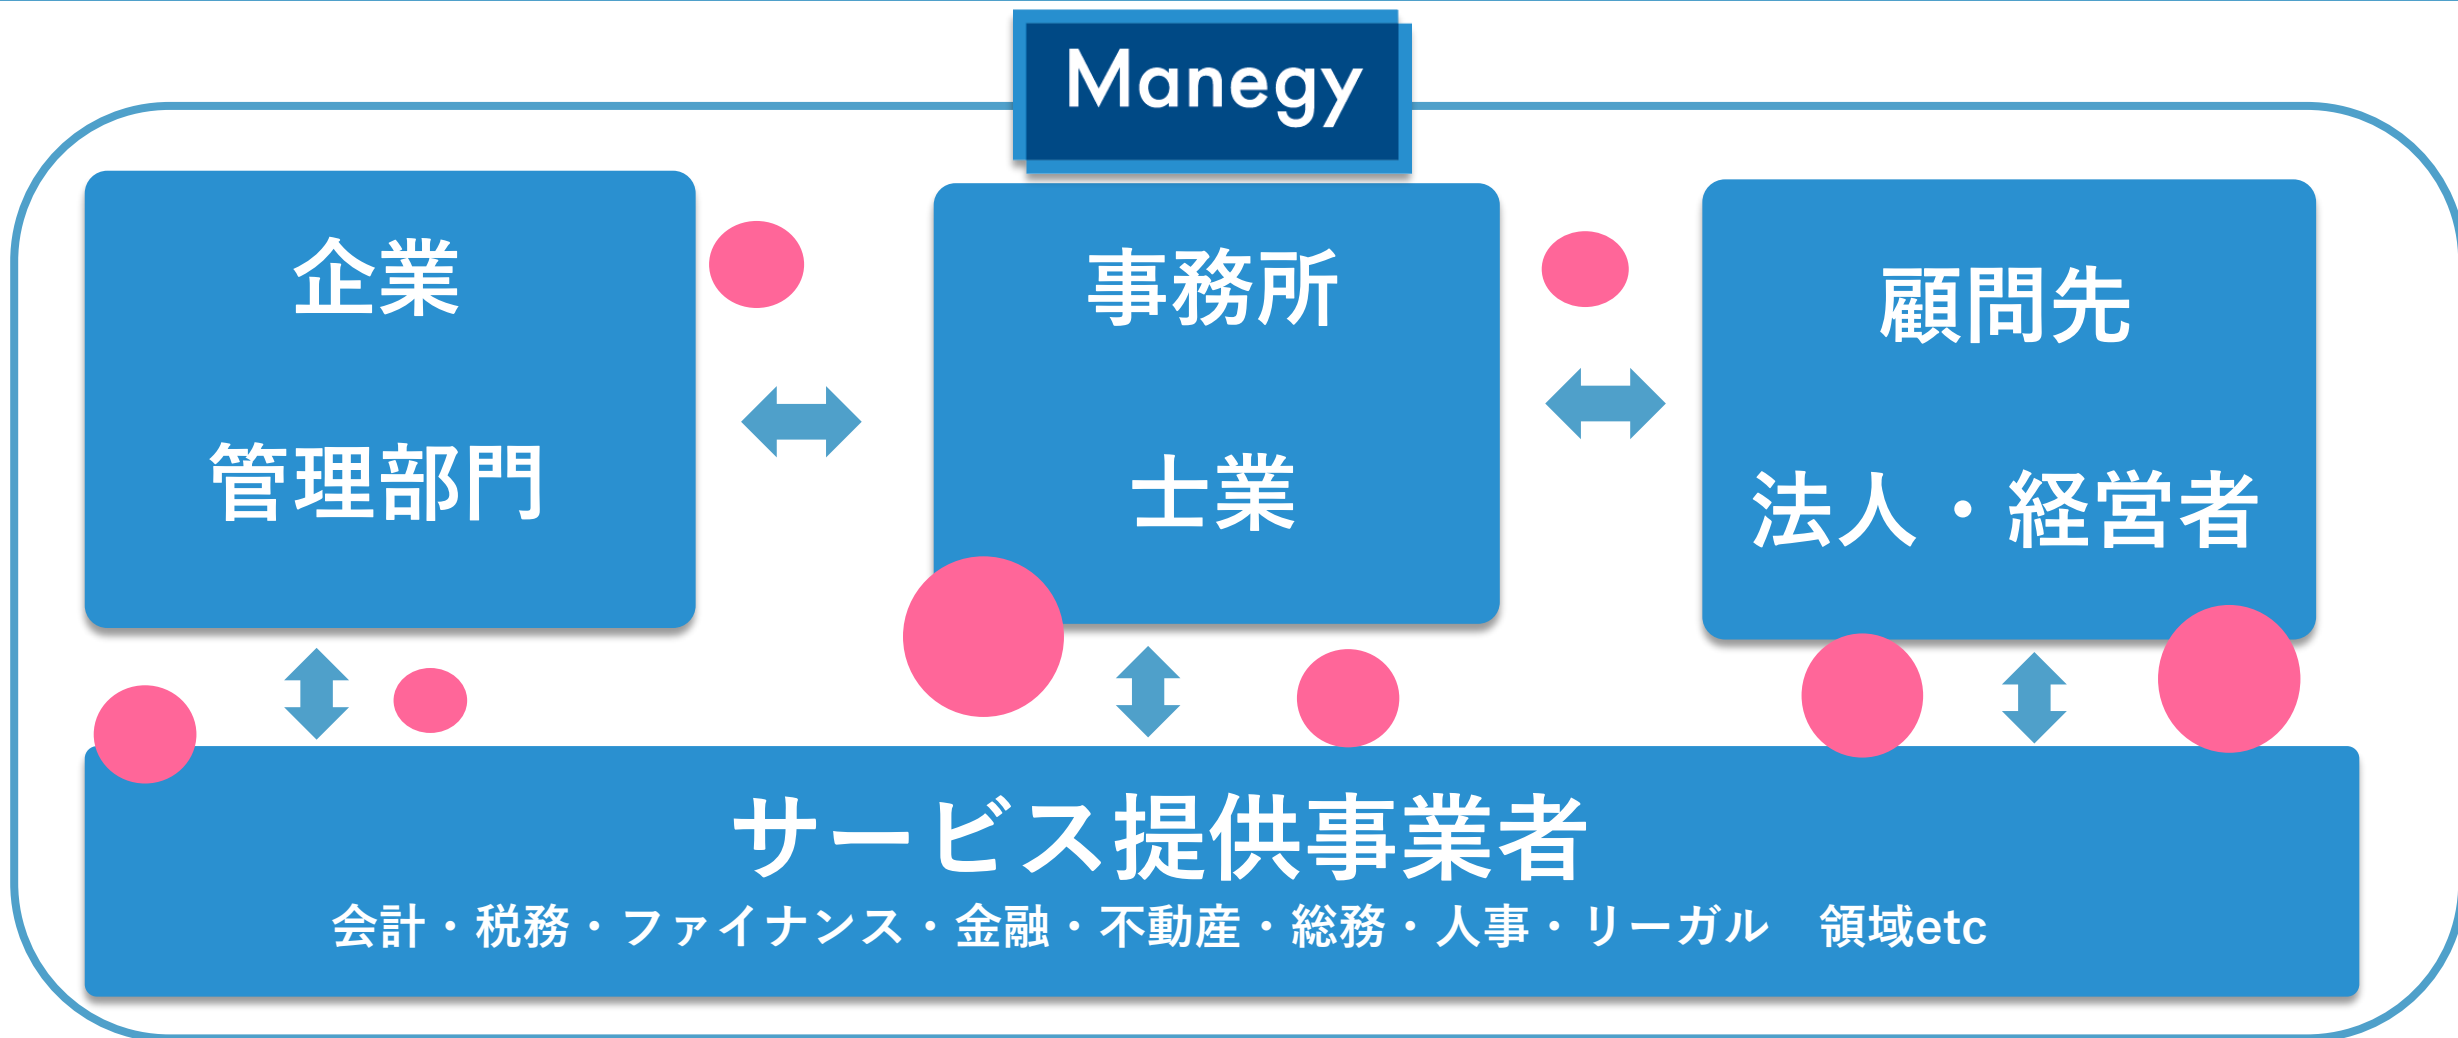 Manegy
企業
管理部門
事務所
士業
顧問先
法人・経営者
サービス提供事業者
会計・税務・ファイナンス・金融・不動産・総務・人事・リーガル　領域etc